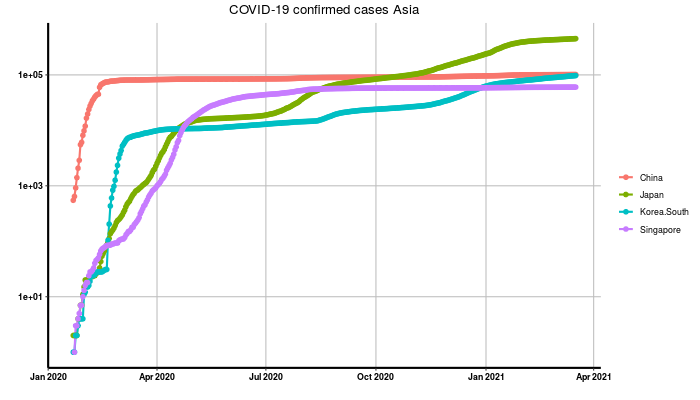 COVID-19 confirmed cases Asia
1e+05
1e+03
1e+01
Jan 2020
Apr 2020
Jul 2020
Oct 2020
Jan 2021
Apr 2021
China
Japan
Korea.South
Singapore